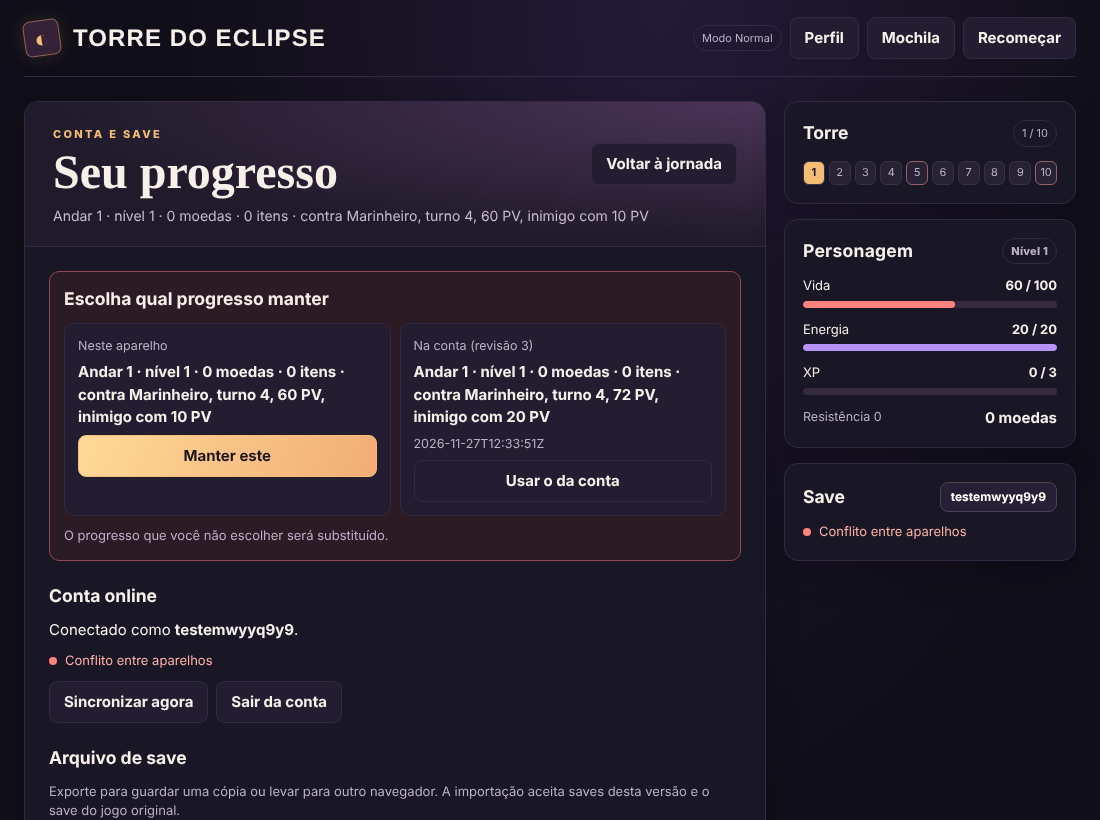 TORRE DO ECLIPSE
Modo Normal
Perfil
Mochila
Recomeçar
CONTA E SAVE
Seu progresso
Voltar à jornada
Andar 1 · nível 1 · 0 moedas · 0 itens · contra Marinheiro, turno 4, 60 PV, inimigo com 10 PV
Escolha qual progresso manter
Neste aparelho
Andar 1 · nível 1 · 0 moedas · 0 itens ·
contra Marinheiro, turno 4, 60 PV,
inimigo com 10 PV
Manter este
Na conta (revisão 3)
Andar 1 · nível 1 · 0 moedas · 0 itens ·
contra Marinheiro, turno 4, 72 PV,
inimigo com 20 PV
2026-11-27T12:33:51Z
Usar o da conta
O progresso que você não escolher será substituído.
Conta online
Conectado como testemwyyq9y9.
Conflito entre aparelhos
Sincronizar agora
Sair da conta
Arquivo de save
Exporte para guardar uma cópia ou levar para outro navegador. A importação aceita saves desta versão e o
save do jogo original.
Torre
1 / 10
1 2 3 4 5 6 7 8 9 10
Personagem
Nível 1
Vida
60 / 100
Energia
20 / 20
XP
0 / 3
Resistência 0
0 moedas
Save
testemwyyq9y9
Conflito entre aparelhos